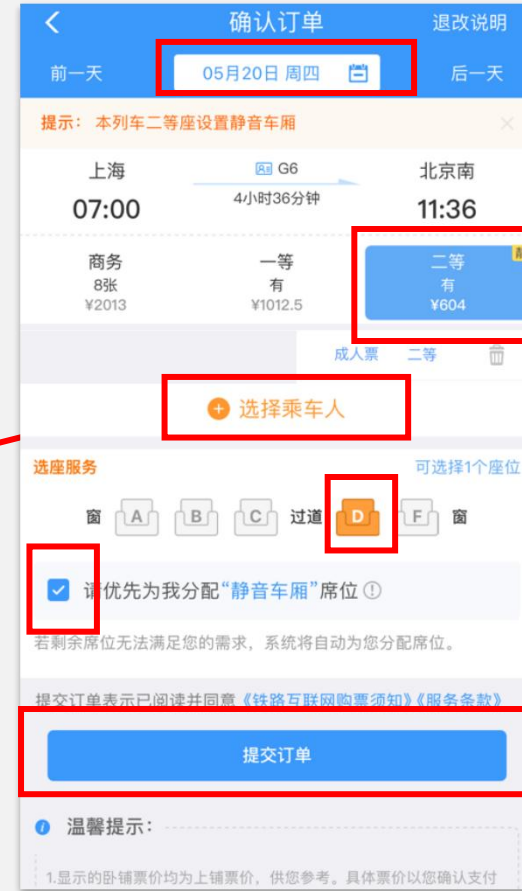 确认订单 退改说明
前一天 05月20日 周四 后一天
提示：本列车二等座设置静音车厢
上海 G6 北京南
07:00 4小时36分钟 11:36
商务 一等 二等
8张 有 有
¥2013 ¥1012.5 ¥604
成人票 二等
选择乘车人
选座服务 可选择1个座位
窗 A B C 过道 D F 窗
请优先为我分配“静音车厢”席位
若剩余席位无法满足您的需求，系统将自动为您分配席位。
提交订单表示已阅读并同意《铁路互联网购票须知》《服务条款》
提交订单
温馨提示：
1.显示的卧铺票价均为上铺票价，供您参考。具体票价以您确认支付